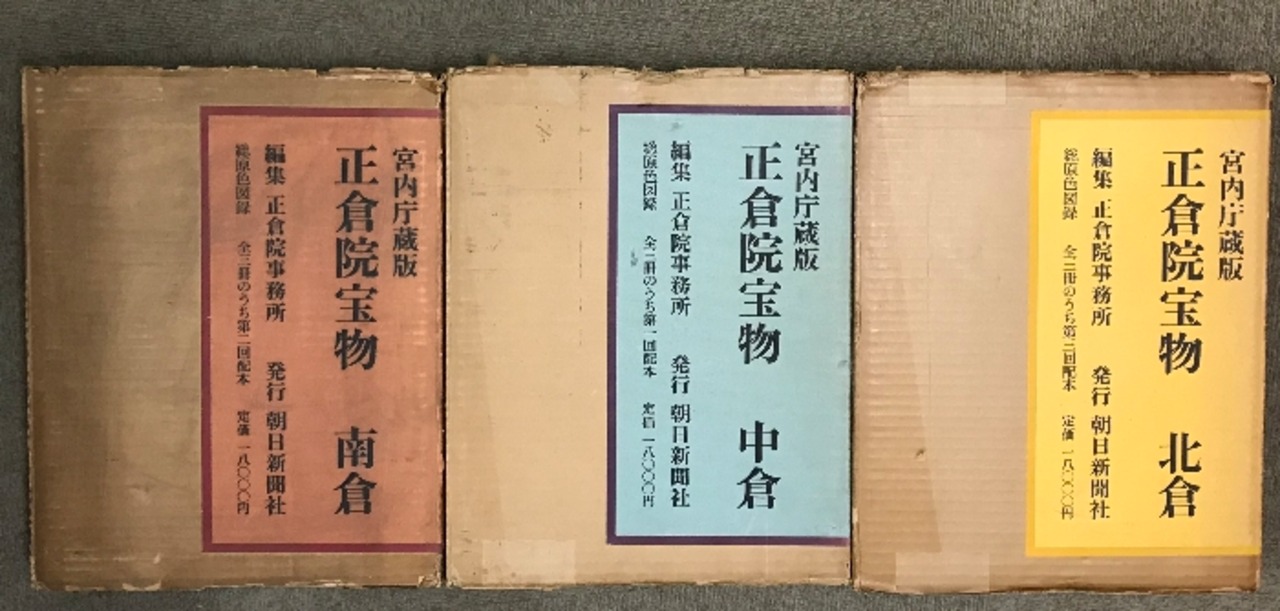 宮内庁蔵版
正倉院宝物 北倉
編集 正倉院事務所 発行 朝日新聞社
総原色図録 全三冊のうち第三回配本 定価 一八〇〇〇円
宮内庁蔵版
正倉院宝物 中倉
編集 正倉院事務所 発行 朝日新聞社
総原色図録 全三冊のうち第一回配本 定価 一八〇〇〇円
宮内庁蔵版
正倉院宝物 南倉
編集 正倉院事務所 発行 朝日新聞社
総原色図録 全三冊のうち第二回配本 定価 一八〇〇〇円